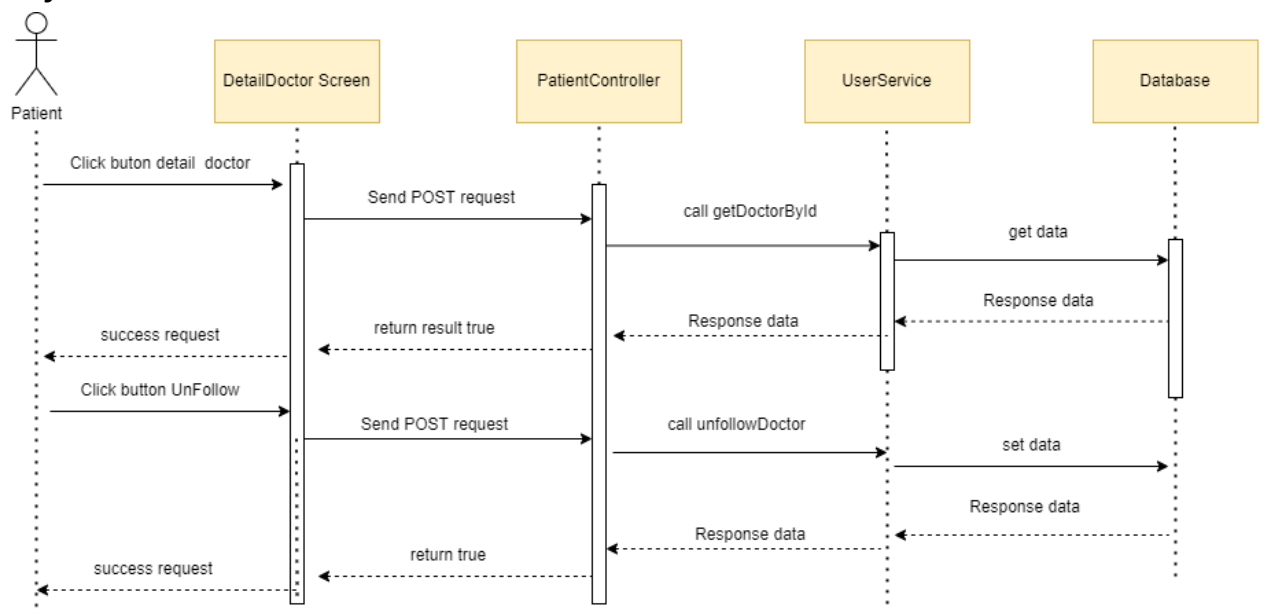 DetailDoctor Screen
PatientController
UserService
Database
Patient
Click buton detail doctor
Send POST request
call getDoctorById
get data
Response data
Response data
return result true
success request
Click button UnFollow
Send POST request
call unfollowDoctor
set data
Response data
Response data
return true
success request